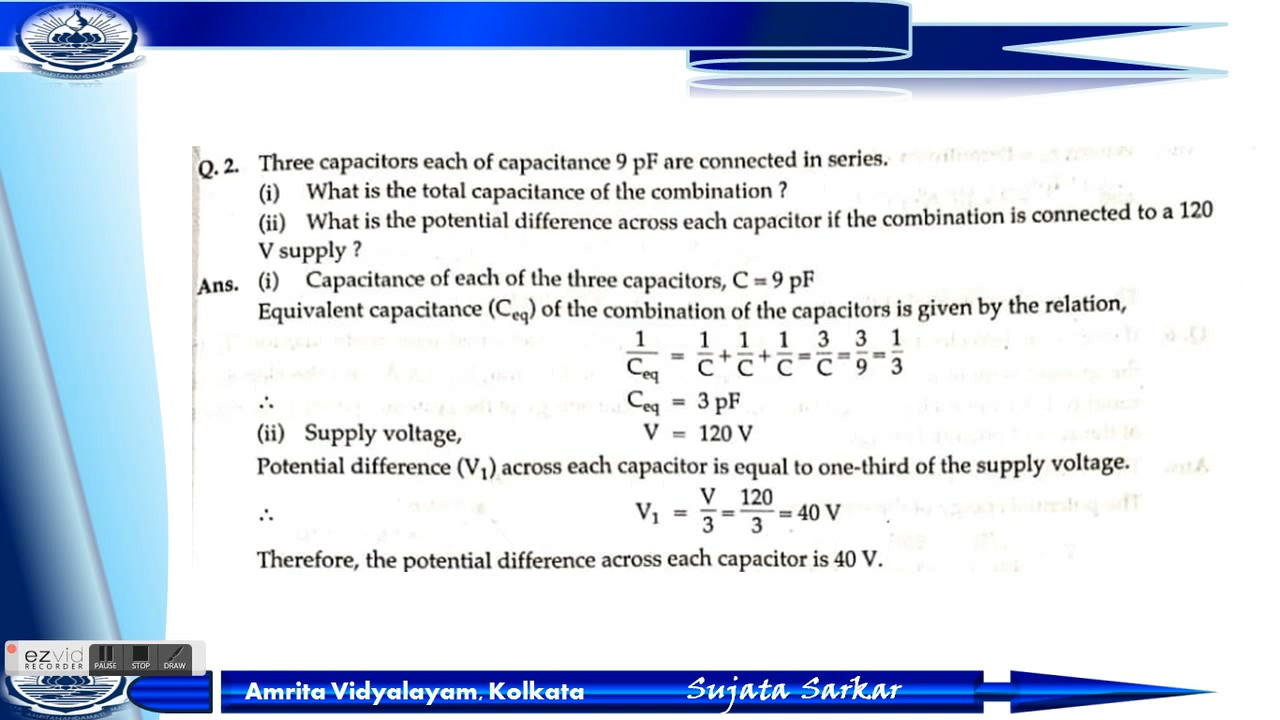 Q. 2. Three capacitors each of capacitance 9 pF are connected in series.
(i) What is the total capacitance of the combination ?
(ii) What is the potential difference across each capacitor if the combination is connected to a 120
V supply ?
Ans. (i) Capacitance of each of the three capacitors, C = 9 pF
Equivalent capacitance (Ceq) of the combination of the capacitors is given by the relation,
1/Ceq = 1/C + 1/C + 1/C = 3/C = 3/9 = 1/3
∴ Ceq = 3 pF
(ii) Supply voltage, V = 120 V
Potential difference (V₁) across each capacitor is equal to one-third of the supply voltage.
∴ V₁ = V/3 = 120/3 = 40 V
Therefore, the potential difference across each capacitor is 40 V.
ezvid
RECORDER
PAUSE STOP DRAW
Amrita Vidyalayam, Kolkata Sujata Sarkar